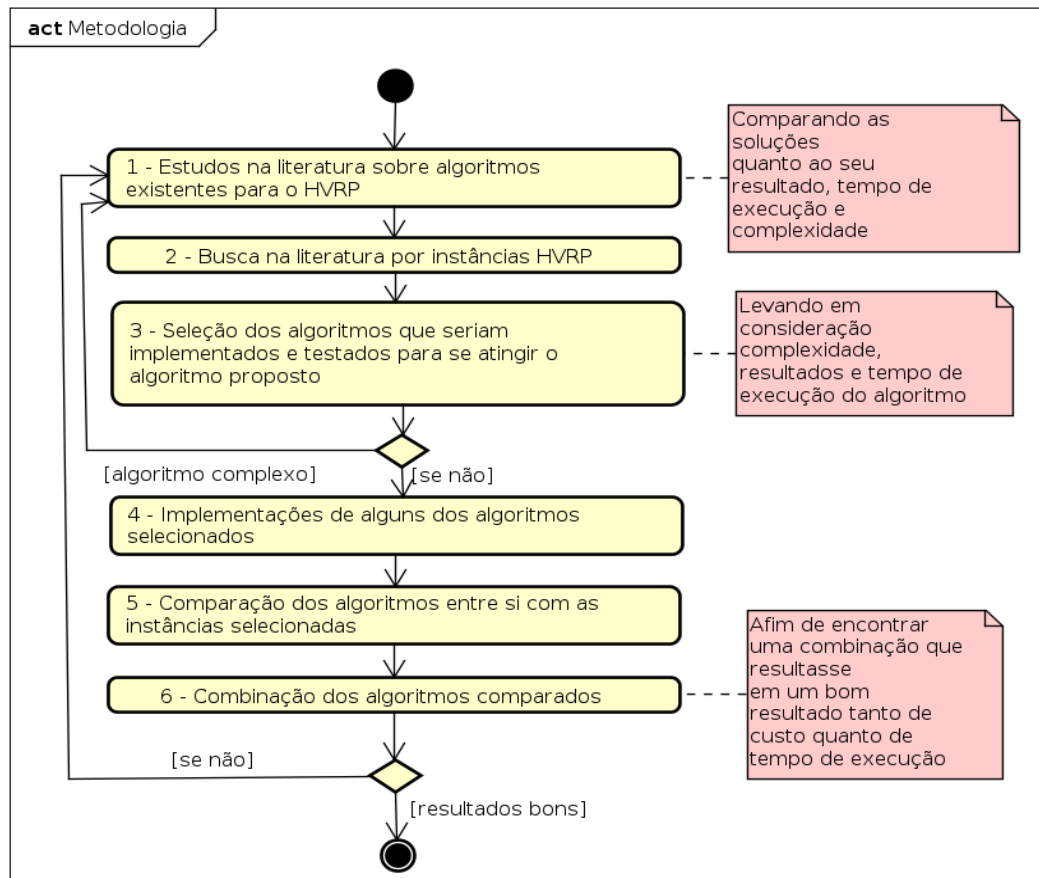 act Metodologia
1 - Estudos na literatura sobre algoritmos
existentes para o HVRP
Comparando as
soluções
quanto ao seu
resultado, tempo de
execução e
complexidade
2 - Busca na literatura por instâncias HVRP
3 - Seleção dos algoritmos que seriam
implementados e testados para se atingir o
algoritmo proposto
Levando em
consideração
complexidade,
resultados e tempo de
execução do algoritmo
[algoritmo complexo]
[se não]
4 - Implementações de alguns dos algoritmos
selecionados
5 - Comparação dos algoritmos entre si com as
instâncias selecionadas
6 - Combinação dos algoritmos comparados
Afim de encontrar
uma combinação que
resultasse
em um bom
resultado tanto de
custo quanto de
tempo de execução
[se não]
[resultados bons]